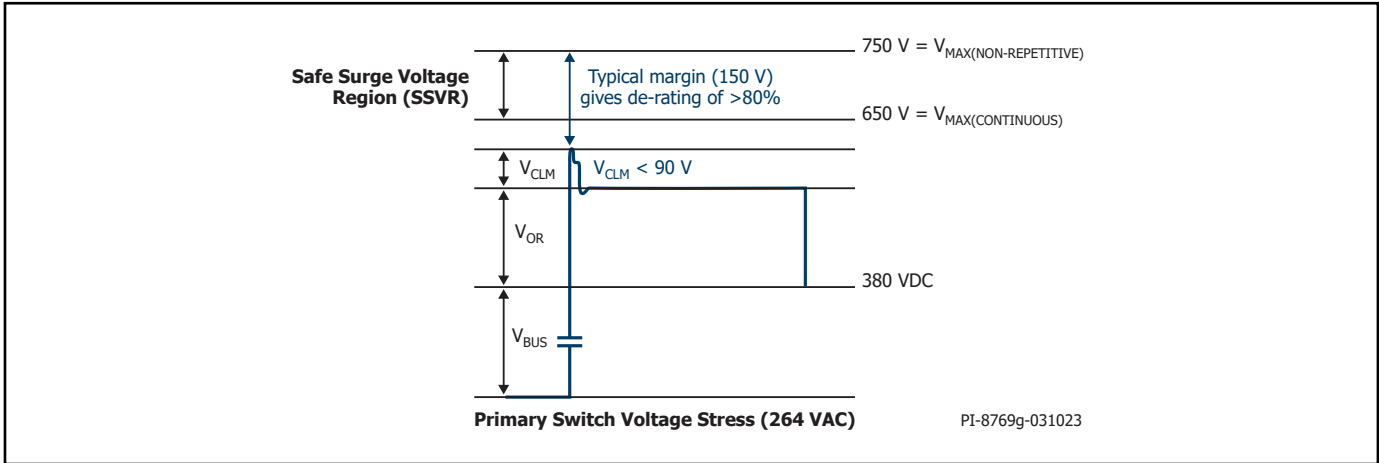 750 V = VMAX(NON-REPETITIVE)
Safe Surge Voltage
Region (SSVR)
Typical margin (150 V)
gives de-rating of >80%
650 V = VMAX(CONTINUOUS)
VCLM
VCLM < 90 V
VOR
380 VDC
VBUS
Primary Switch Voltage Stress (264 VAC)
PI-8769g-031023